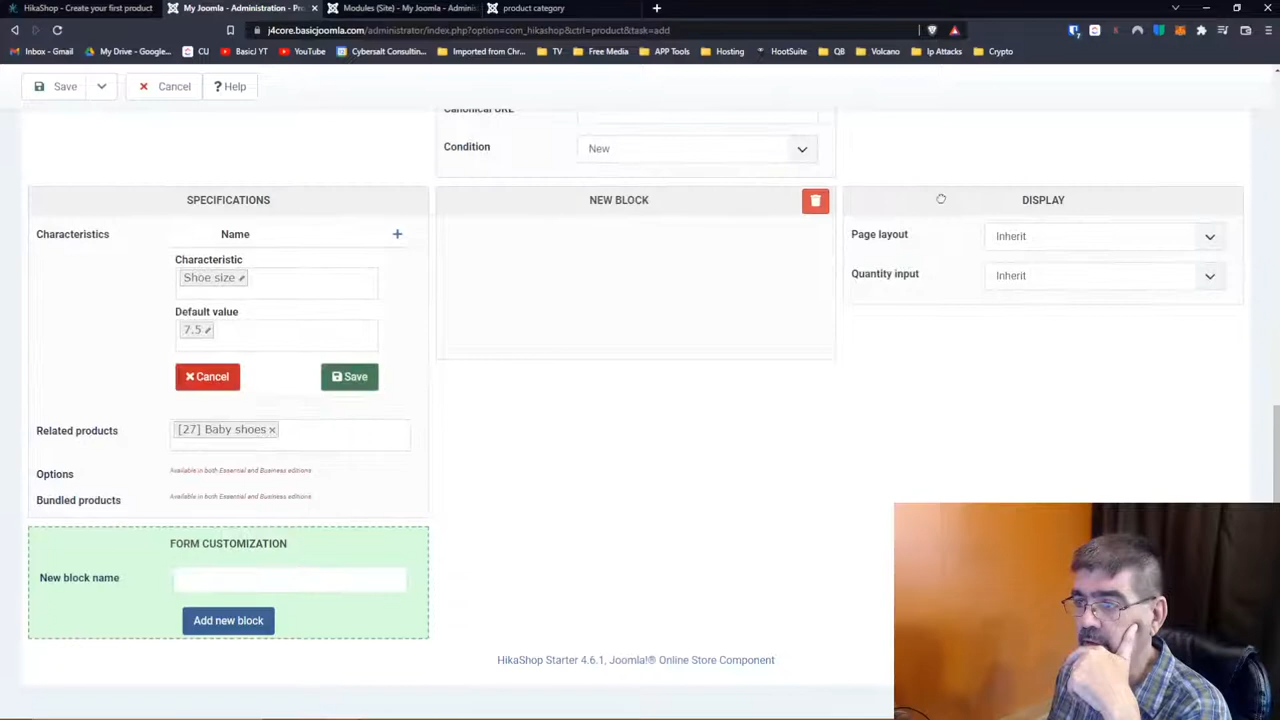 HikaShop - Create your first product
My Joomla - Administration - Pro
Modules (Site) - My Joomla - Admini
product category
j4core.basicjoomla.com/administrator/index.php?option=com_hikashop&ctrl=product&task=add
Inbox - Gmail
My Drive - Google...
CU
Basici YT
YouTube
Cybersalt Consulting...
Imported from Chr...
TV
Free Media
APP Tools
Hosting
HootSuite
QB
Volcano
Ip Attacks
Crypto
Save
Cancel
? Help
Canonical URL
Condition
New
SPECIFICATIONS
NEW BLOCK
DISPLAY
Characteristics
Name
+
Page layout
Inherit
Characteristic
Shoe size
Quantity input
Inherit
Default value
7.5
Cancel
Save
Related products
[27] Baby shoes ×
Options
Available in both Essential and Business editions
Bundled products
Available in both Essential and Business editions
FORM CUSTOMIZATION
New block name
Add new block
HikaShop Starter 4.6.1, Joomla!® Online Store Component